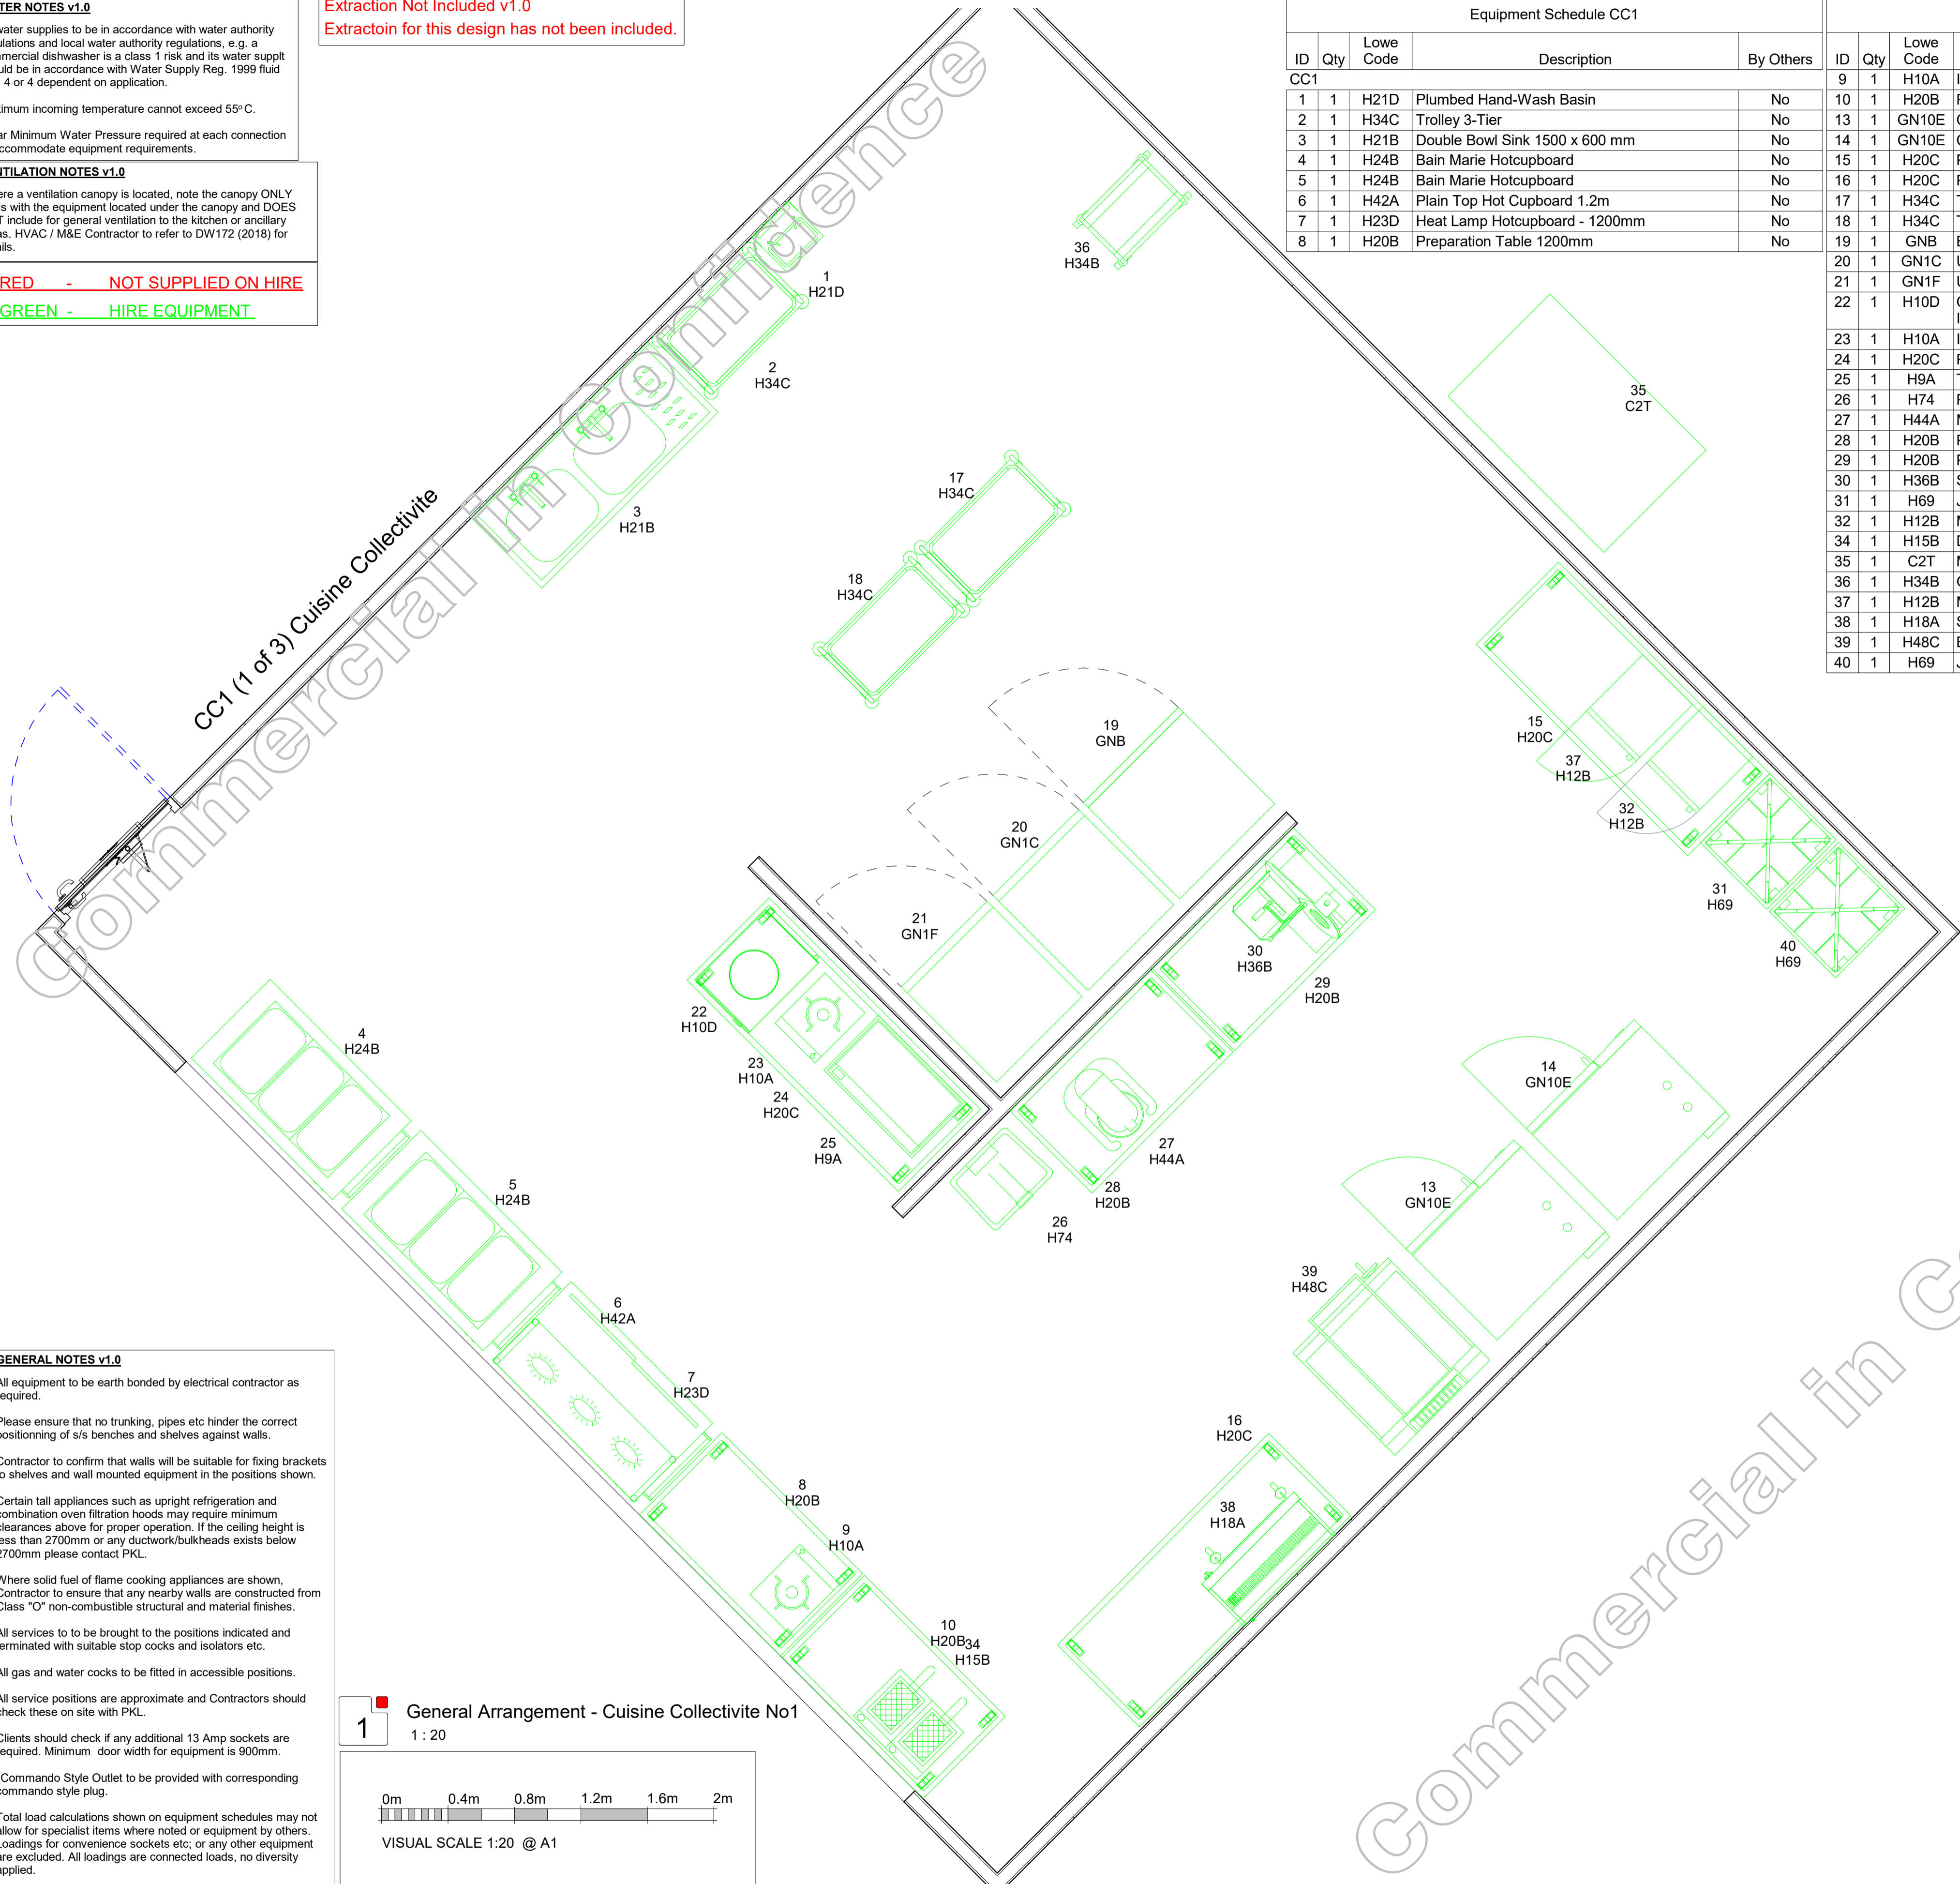 TER NOTES v1.0
water supplies to be in accordance with water authority
ulations and local water authority regulations, e.g. a
mmercial dishwasher is a class 1 risk and its water supplt
uld be in accordance with Water Supply Reg. 1999 fluid
4 or 4 dependent on application.
ximum incoming temperature cannot exceed 55°C.
ar Minimum Water Pressure required at each connection
accommodate equipment requirements.
NTILATION NOTES v1.0
ere a ventilation canopy is located, note the canopy ONLY
s with the equipment located under the canopy and DOES
T include for general ventilation to the kitchen or ancillary
as. HVAC / M&E Contractor to refer to DW172 (2018) for
ails.
RED - NOT SUPPLIED ON HIRE
GREEN - HIRE EQUIPMENT
Extraction Not Included v1.0
Extractoin for this design has not been included.
Equipment Schedule CC1
ID Qty Lowe Code Description By Others
CC1
1 1 H21D Plumbed Hand-Wash Basin No
2 1 H34C Trolley 3-Tier No
3 1 H21B Double Bowl Sink 1500 x 600 mm No
4 1 H24B Bain Marie Hotcupboard No
5 1 H24B Bain Marie Hotcupboard No
6 1 H42A Plain Top Hot Cupboard 1.2m No
7 1 H23D Heat Lamp Hotcupboard - 1200mm No
8 1 H20B Preparation Table 1200mm No
ID Qty Lowe Code
9 1 H10A
10 1 H20B
13 1 GN10E
14 1 GN10E
15 1 H20C
16 1 H20C
17 1 H34C
18 1 H34C
19 1 GNB
20 1 GN1C
21 1 GN1F
22 1 H10D
23 1 H10A
24 1 H20C
25 1 H9A
26 1 H74
27 1 H44A
28 1 H20B
29 1 H20B
30 1 H36B
31 1 H69
32 1 H12B
34 1 H15B
35 1 C2T
36 1 H34B
37 1 H12B
38 1 H18A
39 1 H48C
40 1 H69
Commercial in Confidence
CC1 (1 of 3) Cuisine Collectivite
36
H34B
1
H21D
2
H34C
35
C2T
17
H34C
3
H21B
18
H34C
19
GNB
15
H20C
37
H12B
32
H12B
20
GN1C
31
H69
21
GN1F
40
H69
30
H36B
29
H20B
22
H10D
4
H24B
23
H10A
14
GN10E
24
H20C
25
H9A
27
H44A
5
H24B
28
H20B
13
GN10E
26
H74
39
H48C
6
H42A
7
H23D
16
H20C
8
H20B
38
H18A
9
H10A
10
H20B
34
H15B
Commercial in Co
GENERAL NOTES v1.0
All equipment to be earth bonded by electrical contractor as
required.
Please ensure that no trunking, pipes etc hinder the correct
positionning of s/s benches and shelves against walls.
Contractor to confirm that walls will be suitable for fixing brackets
to shelves and wall mounted equipment in the positions shown.
Certain tall appliances such as upright refrigeration and
combination oven filtration hoods may require minimum
clearances above for proper operation. If the ceiling height is
less than 2700mm or any ductwork/bulkheads exists below
2700mm please contact PKL.
Where solid fuel of flame cooking appliances are shown,
Contractor to ensure that any nearby walls are constructed from
Class "O" non-combustible structural and material finishes.
All services to to be brought to the positions indicated and
terminated with suitable stop cocks and isolators etc.
All gas and water cocks to be fitted in accessible positions.
All service positions are approximate and Contractors should
check these on site with PKL.
Clients should check if any additional 13 Amp sockets are
required. Minimum door width for equipment is 900mm.
Commando Style Outlet to be provided with corresponding
commando style plug.
Total load calculations shown on equipment schedules may not
allow for specialist items where noted or equipment by others.
Loadings for convenience sockets etc; or any other equipment
are excluded. All loadings are connected loads, no diversity
applied.
1
General Arrangement - Cuisine Collectivite No1
1 : 20
0m 0.4m 0.8m 1.2m 1.6m 2m
VISUAL SCALE 1:20 @ A1